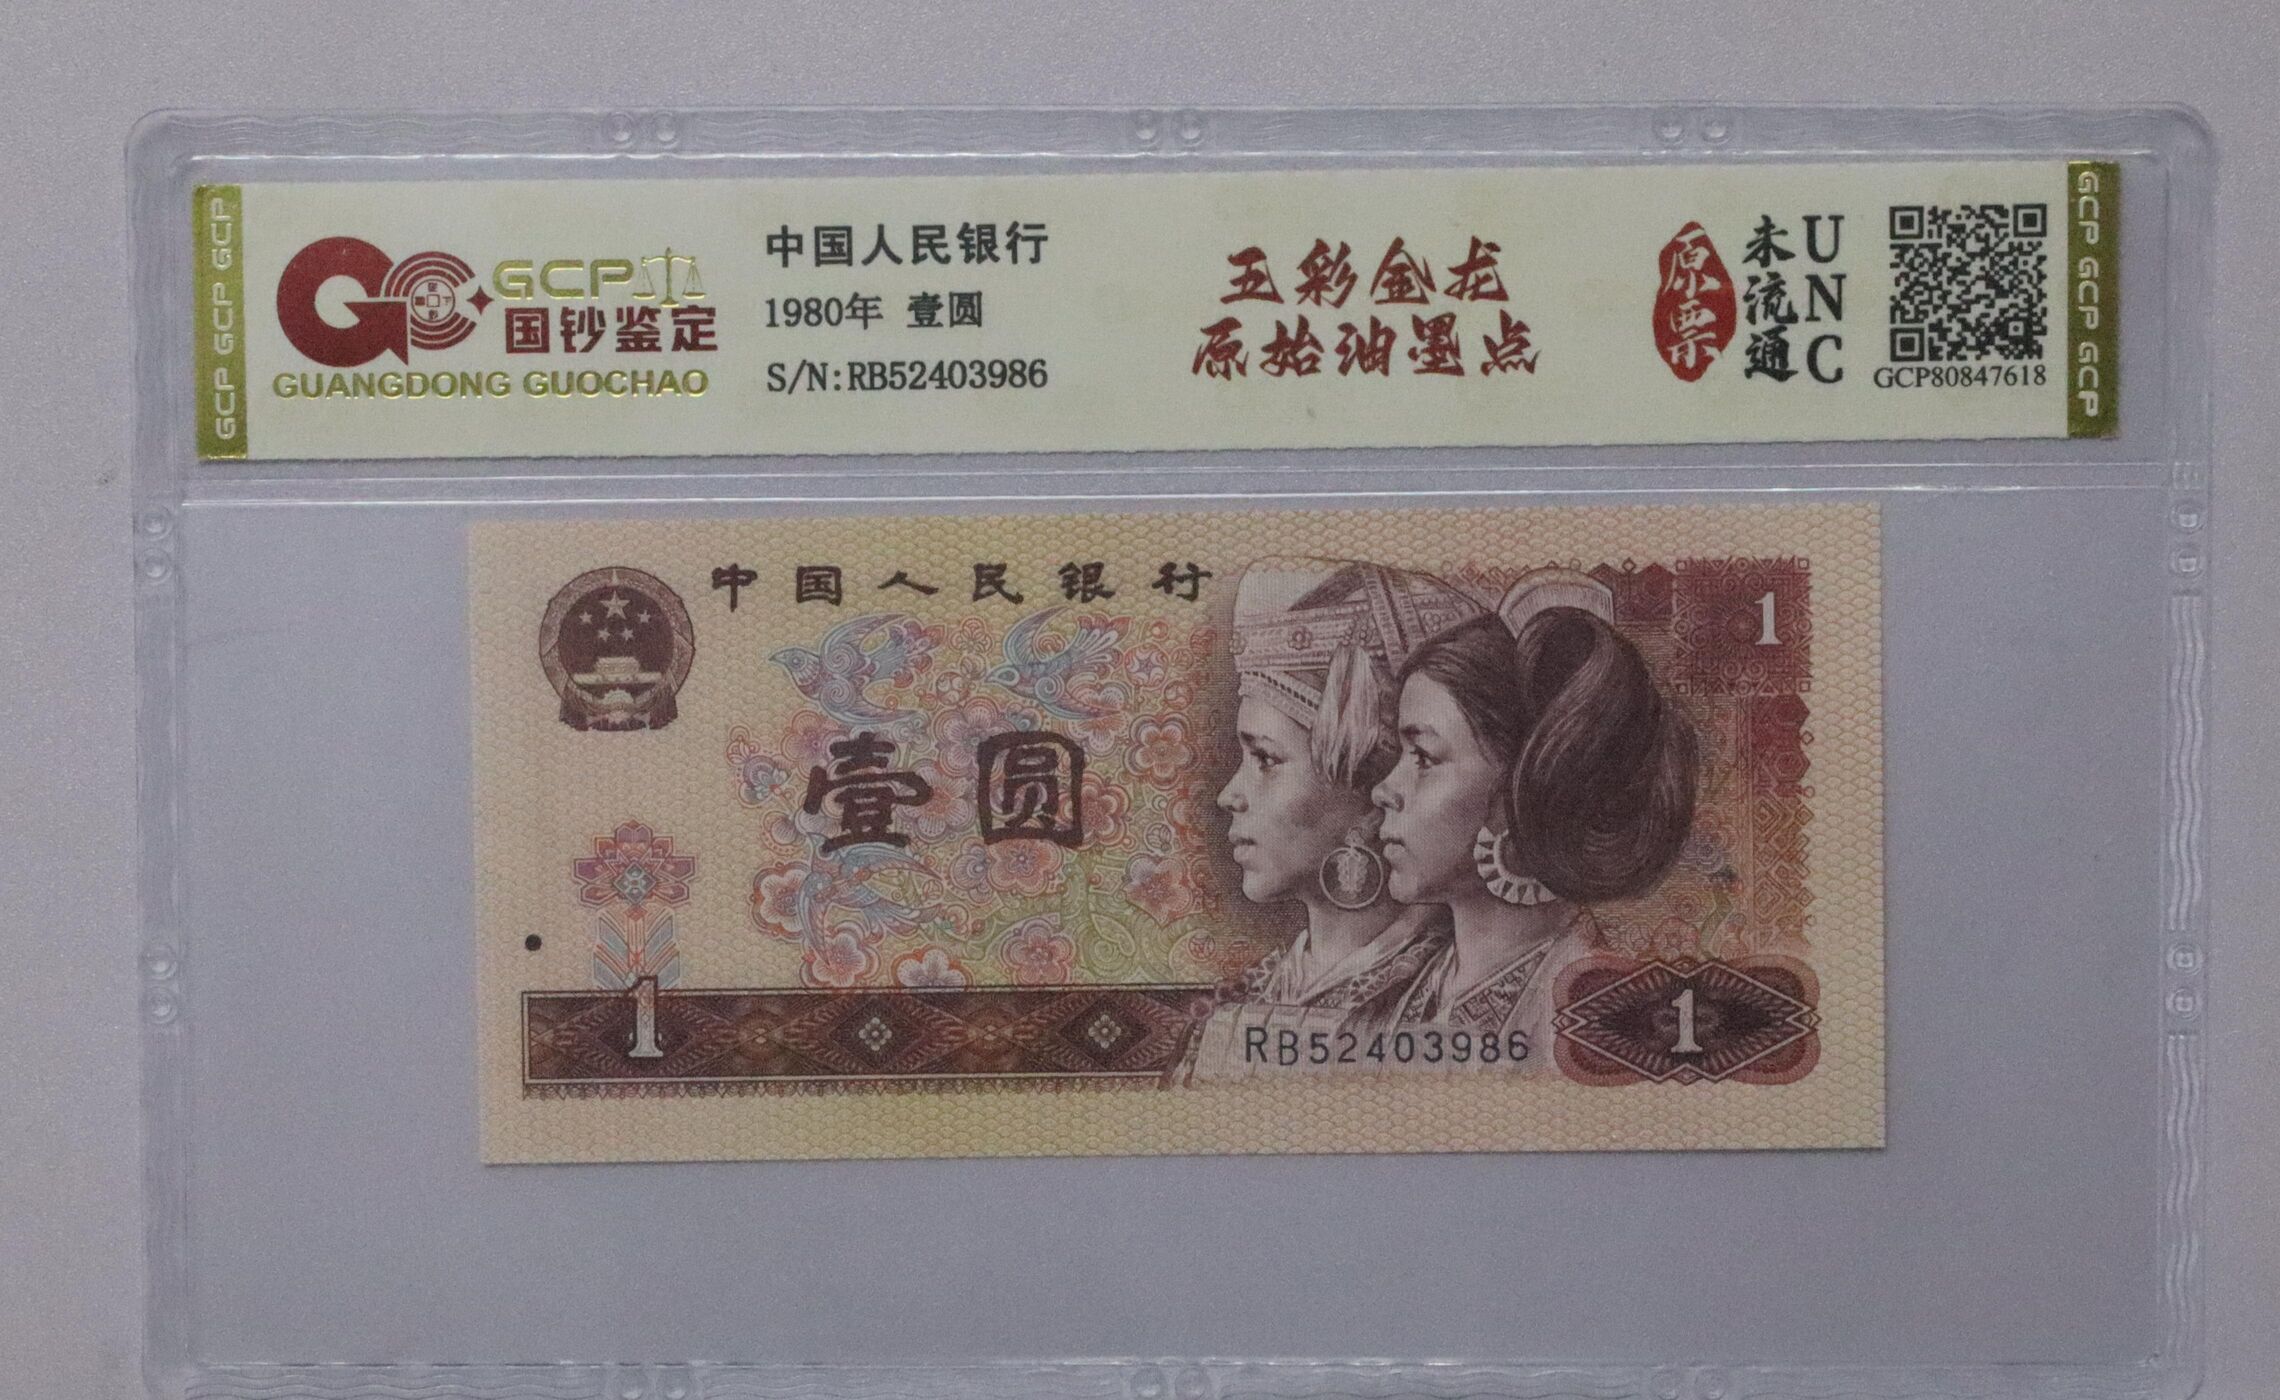 GCP GCP GCP
GCP
国钞鉴定
GUANGDONG GUOCHAO
中国人民银行
1980年 壹圆
S/N:RB52403986
五彩金龙
原始油墨点
原票
未流通
UNC
GCP80847618
GCP GCP GCP
中国人民银行
1
壹圆
1
RB52403986
1